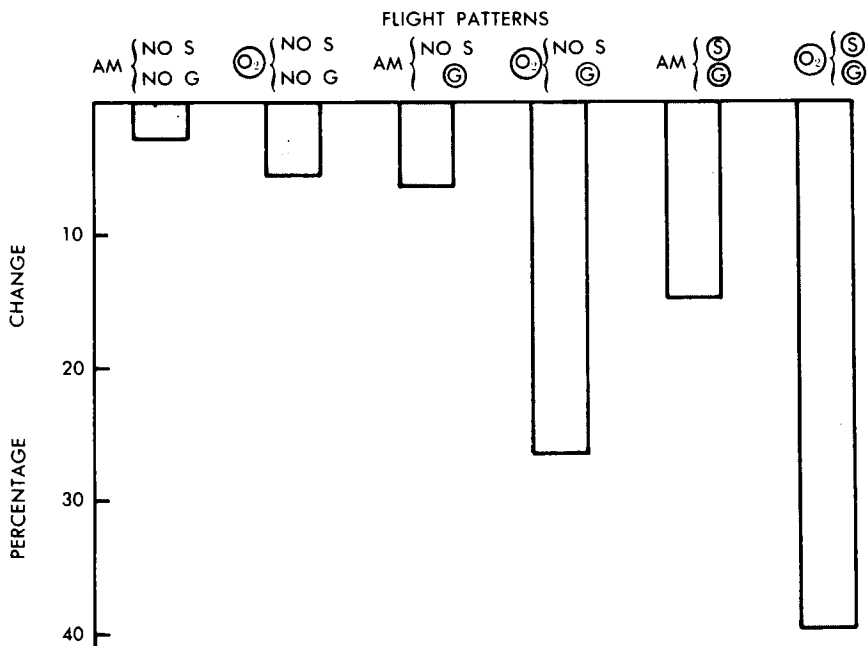 FLIGHT PATTERNS
AM { NO S
NO G
O₂ { NO S
NO G
AM { NO S
G
O₂ { NO S
G
AM { S
G
O₂ { S
G
CHANGE
PERCENTAGE
10
20
30
40